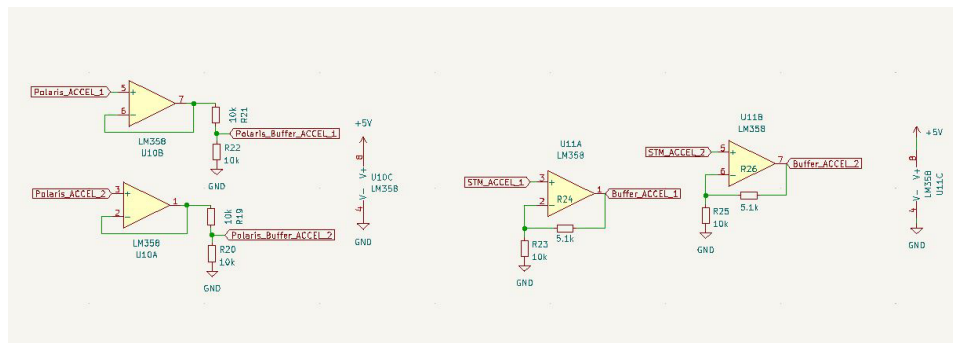 Polaris_ACCEL_1
5
+
6
-
7
LM358
U10B
10k
R21
Polaris_Buffer_ACCEL_1
R22
10k
GND
Polaris_ACCEL_2
3
+
2
-
1
LM358
U10A
10k
R19
Polaris_Buffer_ACCEL_2
R20
10k
GND
+5V
8
V+
U10C
LM358
V-
4
GND
U11A
LM358
STM_ACCEL_1
3
+
2
-
R24
1
Buffer_ACCEL_1
5.1k
R23
10k
GND
U11B
LM358
STM_ACCEL_2
5
+
6
-
R26
7
Buffer_ACCEL_2
5.1k
R25
10k
GND
+5V
8
V+
LM358
U11C
V-
4
GND